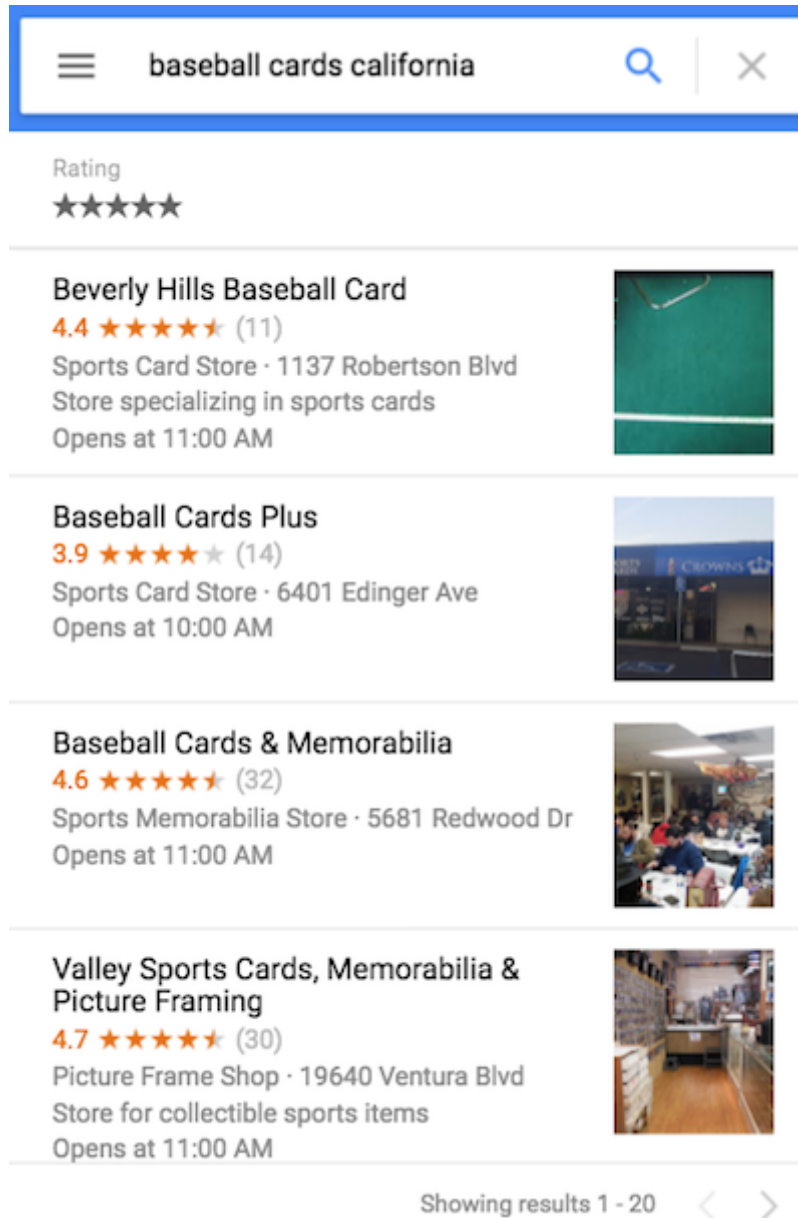 baseball cards california
Rating
★★★★★
Beverly Hills Baseball Card
4.4 ★★★★★ (11)
Sports Card Store · 1137 Robertson Blvd
Store specializing in sports cards
Opens at 11:00 AM
Baseball Cards Plus
3.9 ★★★★★ (14)
Sports Card Store · 6401 Edinger Ave
Opens at 10:00 AM
CROWNS
Baseball Cards & Memorabilia
4.6 ★★★★★ (32)
Sports Memorabilia Store · 5681 Redwood Dr
Opens at 11:00 AM
Valley Sports Cards, Memorabilia &
Picture Framing
4.7 ★★★★★ (30)
Picture Frame Shop · 19640 Ventura Blvd
Store for collectible sports items
Opens at 11:00 AM
Showing results 1 - 20